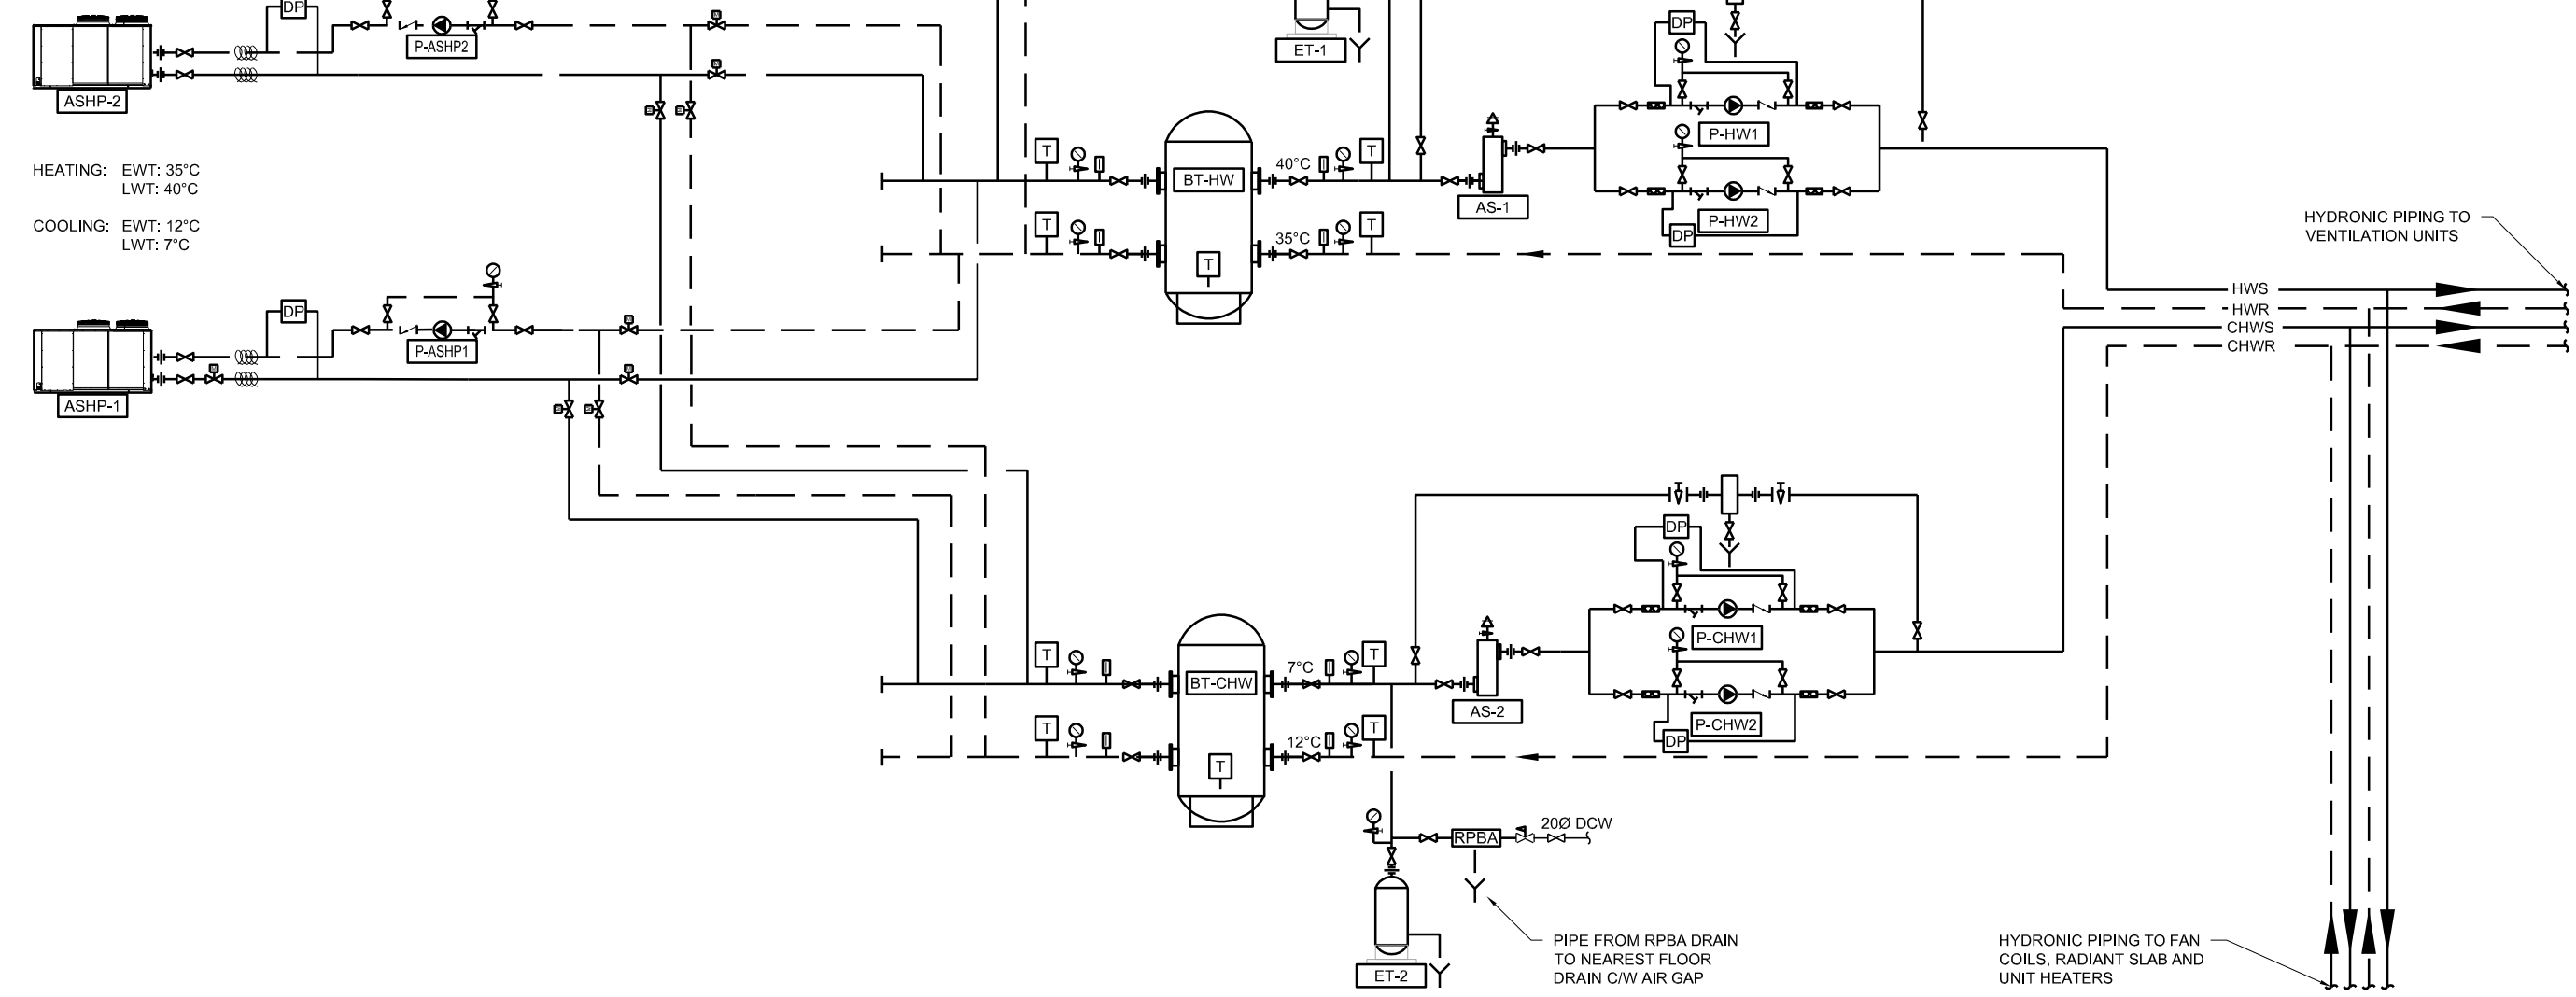 DP
P-ASHP2
ASHP-2
HEATING: EWT: 35°C
LWT: 40°C
COOLING: EWT: 12°C
LWT: 7°C
DP
P-ASHP1
ASHP-1
ET-1
T
T
BT-HW
T
40°C
35°C
T
T
AS-1
DP
P-HW1
P-HW2
DP
HYDRONIC PIPING TO
VENTILATION UNITS
HWS
HWR
CHWS
CHWR
T
T
BT-CHW
T
7°C
12°C
T
T
AS-2
DP
P-CHW1
P-CHW2
DP
RPBA
20Ø DCW
ET-2
PIPE FROM RPBA DRAIN
TO NEAREST FLOOR
DRAIN C/W AIR GAP
HYDRONIC PIPING TO FAN
COILS, RADIANT SLAB AND
UNIT HEATERS